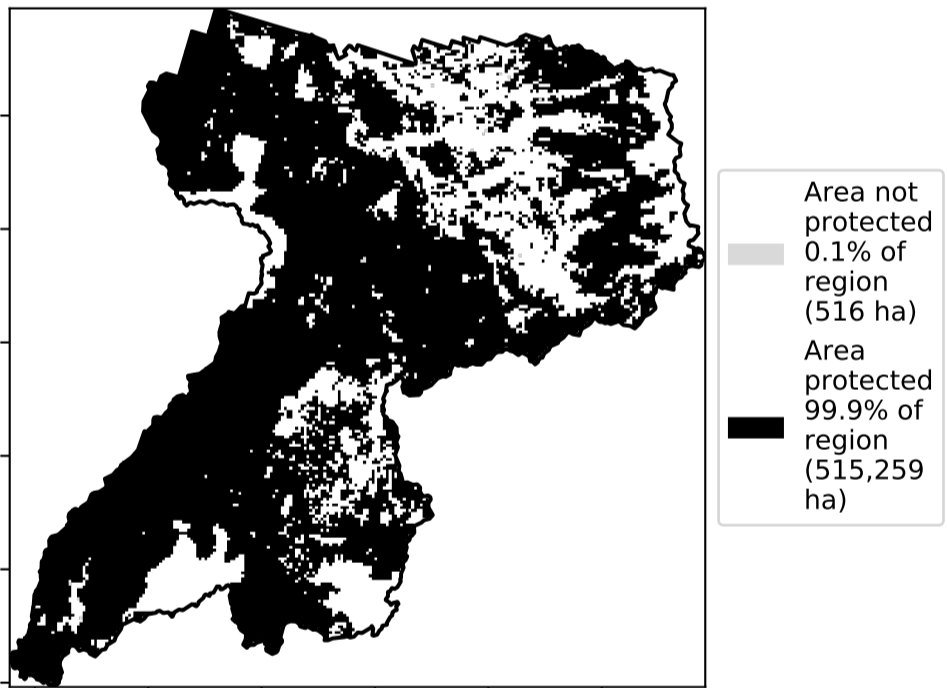 Area not
protected
0.1% of
region
(516 ha)
Area
protected
99.9% of
region
(515,259
ha)